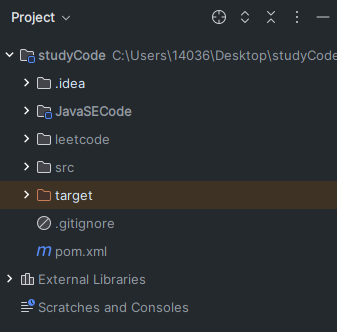 Project
studyCode C:\Users\14036\Desktop\studyCode
.idea
JavaSECode
leetcode
src
target
.gitignore
m pom.xml
External Libraries
Scratches and Consoles